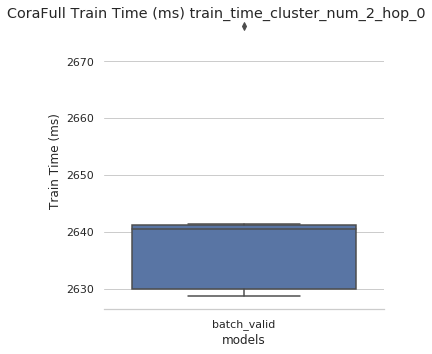 CoraFull Train Time (ms) train_time_cluster_num_2_hop_0
2670
2660
2650
2640
2630
Train Time (ms)
batch_valid
models